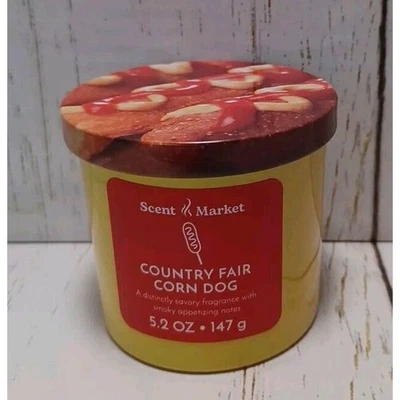 Scent Market
COUNTRY FAIR
CORN DOG
A distinctly savory fragrance with
smoky appetizing notes
5.2 OZ • 147 g